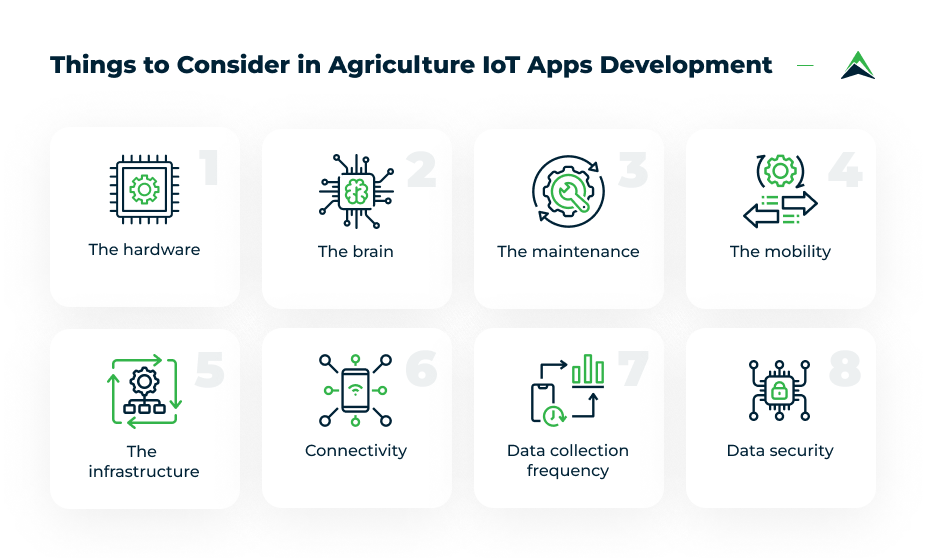 Things to Consider in Agriculture IoT Apps Development
1
The hardware
2
The brain
3
The maintenance
4
The mobility
5
The
infrastructure
6
Connectivity
7
Data collection
frequency
8
Data security